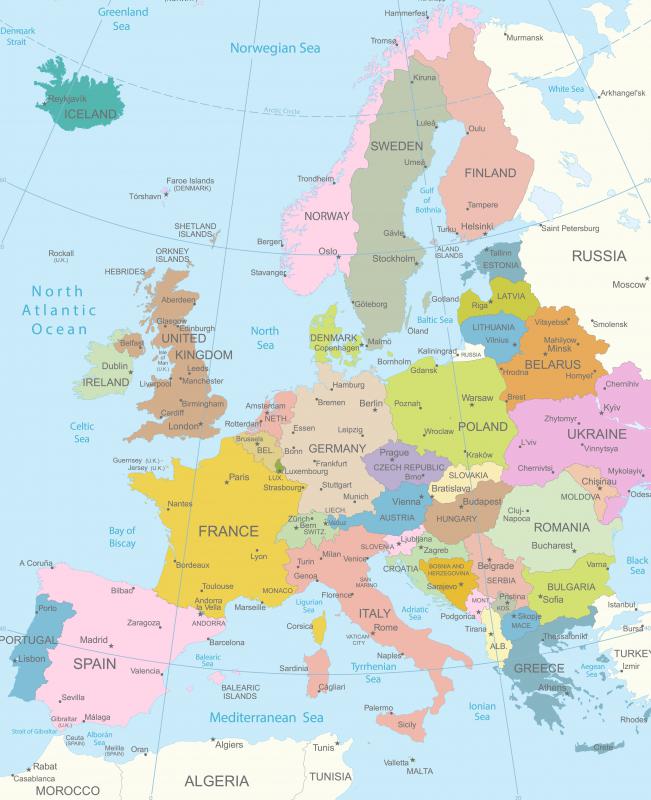 Greenland
Sea
Denmark
Strait
Norwegian Sea
Hammerfest
Tromsø
Murmansk
Kiruna
White Sea
Arkhangel'sk
Reykjavik
ICELAND
Arctic Circle
Luleå
Oulu
SWEDEN
Umeå
FINLAND
Faroe Islands
(DENMARK)
Tórshavn
Trondheim
Gulf
of
Bothnia
Tampere
NORWAY
SHETLAND
ISLANDS
Turku
Helsinki
Saint Petersburg
Gävle
ALAND
ISLANDS
Bergen
Oslo
Stockholm
Tallinn
ESTONIA
RUSSIA
Rockall
(U.K.)
ORKNEY
ISLANDS
HEBRIDES
Stavanger
Moscow
North
Atlantic
Ocean
Aberdeen
Göteborg
Gotland
Riga
LATVIA
Glasgow
Edinburgh
North
Sea
Baltic Sea
Öland
LITHUANIA
Vilnius
Vitsyebsk
Smolensk
UNITED
KINGDOM
Belfast
Isle
of
Man
(U.K.)
DENMARK
Copenhagen
Malmö
Mahilyow
Minsk
Dublin
Leeds
Bornholm
Kaliningrad
RUSSIA
BELARUS
IRELAND
Liverpool
Manchester
Gdansk
Hrodna
Homyel'
Hamburg
Bremen
Berlin
Poznah
Warsaw
Brest
Chernihiv
Birmingham
Cardiff
Amsterdam
NETH
Kyiv
London
Rotterdam
Essen
Leipzig
Wroclaw
POLAND
Zhytomyr
UKRAINE
Celtic
Sea
Brussels
BEL.
Bonn
GERMANY
Prague
Kraków
L'viv
Vinnytsya
Guernsey (U.K.)
Jersey (U.K.)
Luxembourg
LUX.
Frankfurt
CZECH REPUBLIC
Brno
SLOVAKIA
Chernivtsi
Mykolayiv
Paris
Strasbourg
Stuttgart
Munich
Vienna
Bratislava
Budapest
Chisinau
MOLDOVA
Odesa
Nantes
LIECH.
Vaduz
AUSTRIA
HUNGARY
Cluj-
Napoca
FRANCE
Zürich
Bern
SWITZ.
ROMANIA
Bay of
Biscay
Lyon
Milan
Venice
SLOVENIA
Ljubljana
Zagreb
Bucharest
A Coruña
Bordeaux
Turin
Genoa
SAN
MARINO
CROATIA
BOSNIA AND
HERZEGOVINA
Sarajevo
Belgrade
SERBIA
Varna
Black
Sea
Bilbao
Toulouse
Andorra
la Vella
ANDORRA
Marseille
MONACO
Ligurian
Sea
Florence
ITALY
Adriatic
Sea
MONT.
Podgorica
Pristina
KOS.
Sofia
BULGARIA
Porto
Zaragoza
Corsica
Rome
VATICAN
CITY
Skopje
MACE.
Istanbul
PORTUGAL
Madrid
Barcelona
Tirana
ALB.
Thessaloniki
Bursa
Lisbon
SPAIN
Valencia
Balearic
Sea
Sardinia
Naples
Tyrrhenian
Sea
GREECE
Aegean
Sea
TURKEY
Izmir
BALEARIC
ISLANDS
Cagliari
Athens
Sevilla
Gibraltar
(U.K.)
Málaga
Mediterranean Sea
Palermo
Sicily
Ionian
Sea
Rhodes
Strait of Gibraltar
Ceuta
(SPAIN)
Alborán
Sea
Melilla
(SPAIN)
Oran
Algiers
Tunis
Crete
Rabat
Casablanca
MOROCCO
ALGERIA
TUNISIA
Valletta
MALTA